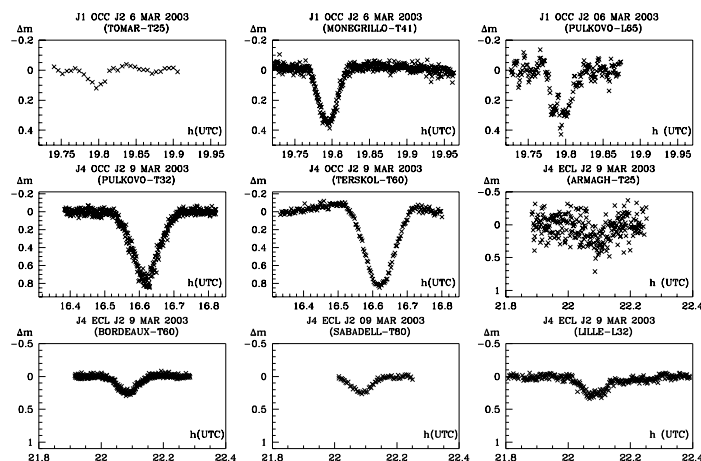 J1 OCC J2 6 MAR 2003
(TOMAR-T25)
Δm
-0.2
0
0.2
0.4
h(UTC)
19.75 19.8 19.85 19.9 19.95
J1 OCC J2 6 MAR 2003
(MONEGRILLO-T41)
Δm
-0.2
0
0.2
0.4
h(UTC)
19.75 19.8 19.85 19.9 19.95
J1 OCC J2 06 MAR 2003
(PULKOVO-L65)
Δm
-0.2
0
0.2
0.4
h (UTC)
19.75 19.8 19.85 19.9 19.95
J4 OCC J2 9 MAR 2003
(PULKOVO-T32)
Δm
-0.2
0
0.2
0.4
0.6
0.8
h(UTC)
16.4 16.5 16.6 16.7 16.8
J4 OCC J2 9 MAR 2003
(TERSKOL-T60)
Δm
-0.2
0
0.2
0.4
0.6
0.8
h(UTC)
16.4 16.5 16.6 16.7 16.8
J4 ECL J2 9 MAR 2003
(ARMAGH-T25)
Δm
-0.5
0
0.5
1
h(UTC)
21.8 22 22.2 22.4
J4 ECL J2 9 MAR 2003
(BORDEAUX-T60)
Δm
-0.5
0
0.5
1
h(UTC)
21.8 22 22.2 22.4
J4 ECL J2 09 MAR 2003
(SABADELL-T80)
Δm
-0.5
0
0.5
1
h(UTC)
21.8 22 22.2 22.4
J4 ECL J2 9 MAR 2003
(LILLE-L32)
Δm
-0.5
0
0.5
1
h(UTC)
21.8 22 22.2 22.4